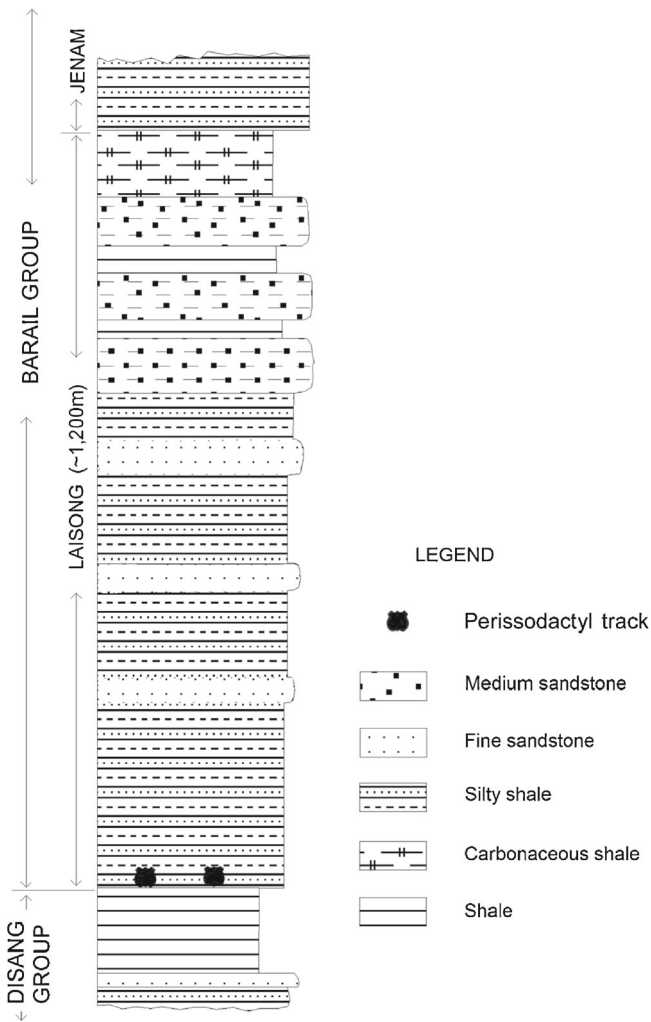 JENAM
BARAIL GROUP
LAISONG (~1,200m)
DISANG
GROUP
LEGEND
Perissodactyl track
Medium sandstone
Fine sandstone
Silty shale
Carbonaceous shale
Shale